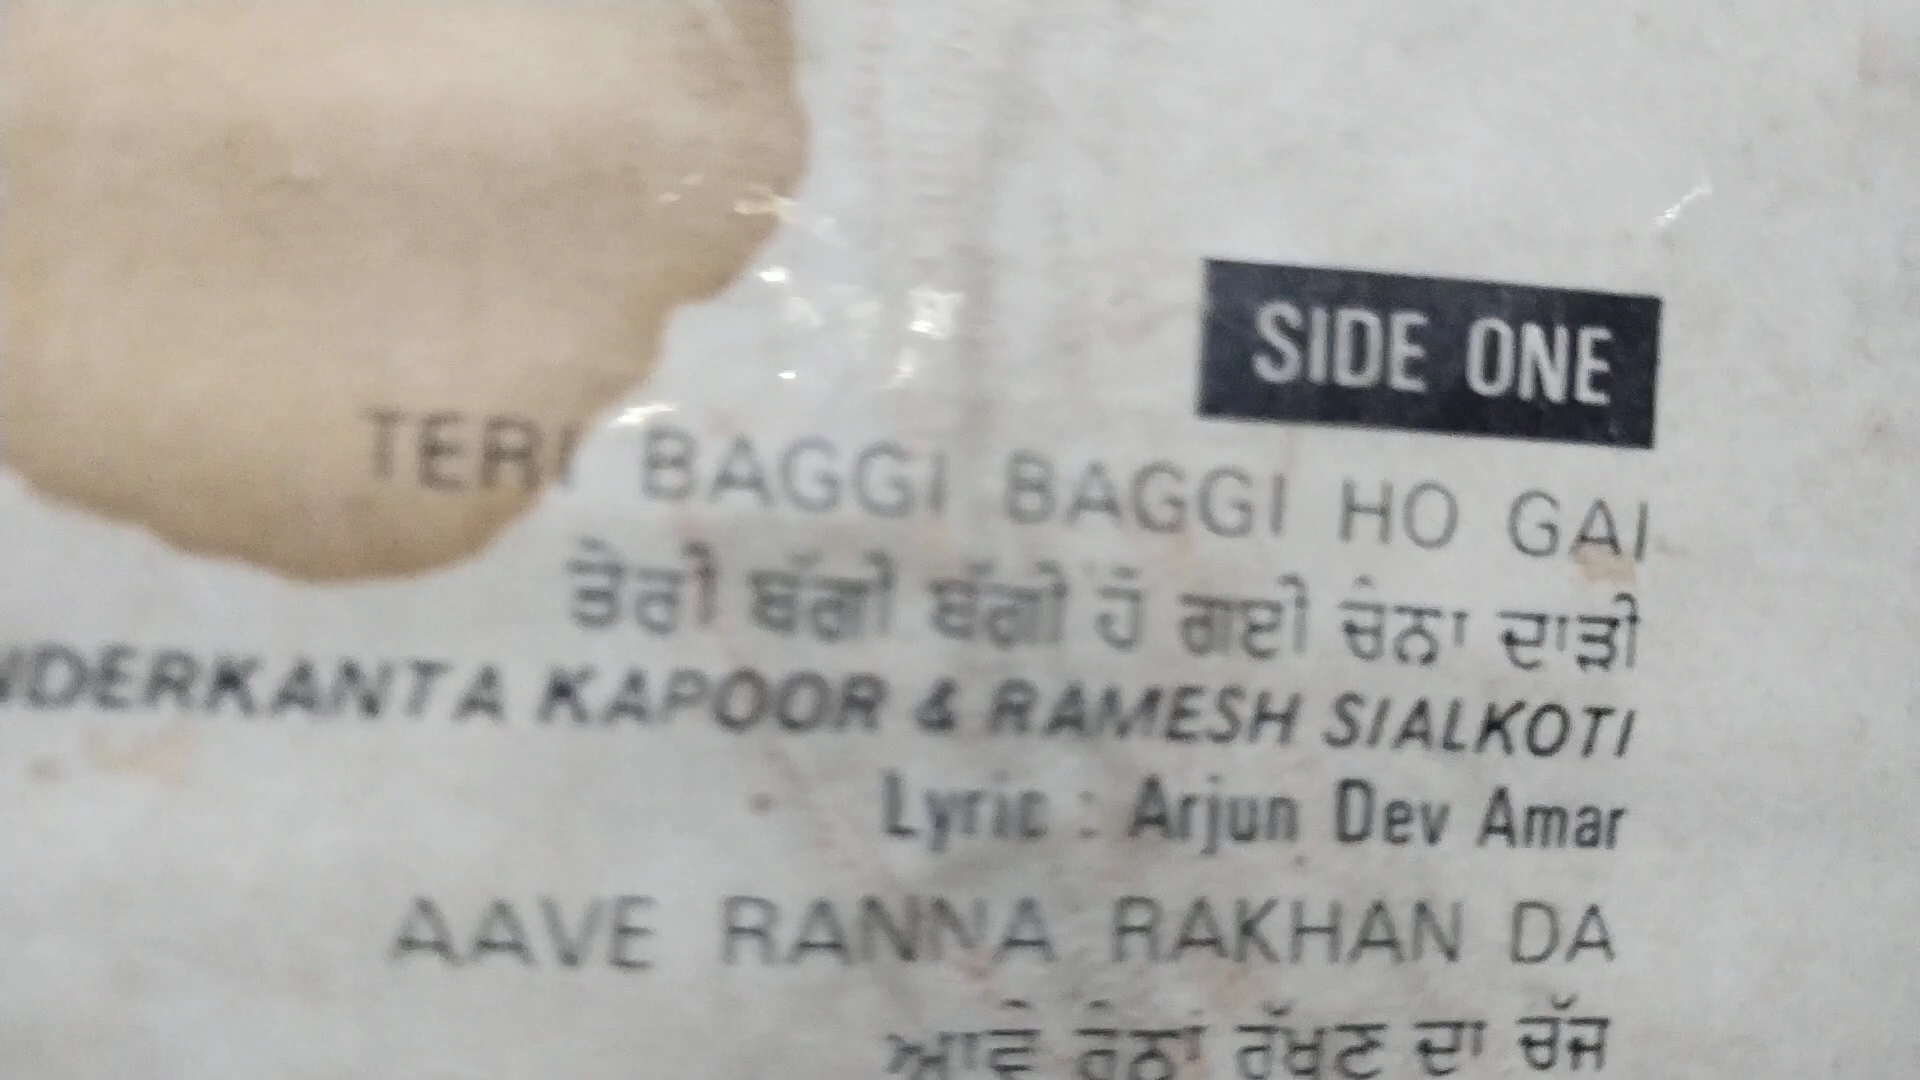 SIDE ONE
TERI BAGGI BAGGI HO GAI
ਤੇਰੀ ਬੱਗੀ ਬੱਗੀ ਹੋ ਗਈ ਚੰਨਾ ਦਾੜੀ
NDERKANTA KAPOOR & RAMESH SIALKOTI
Lyric : Arjun Dev Amar
AAVE RANNA RAKHAN DA
ਆਵੇ ਰੰਨਾਂ ਰੱਖਣ ਦਾ ਚੱਜ